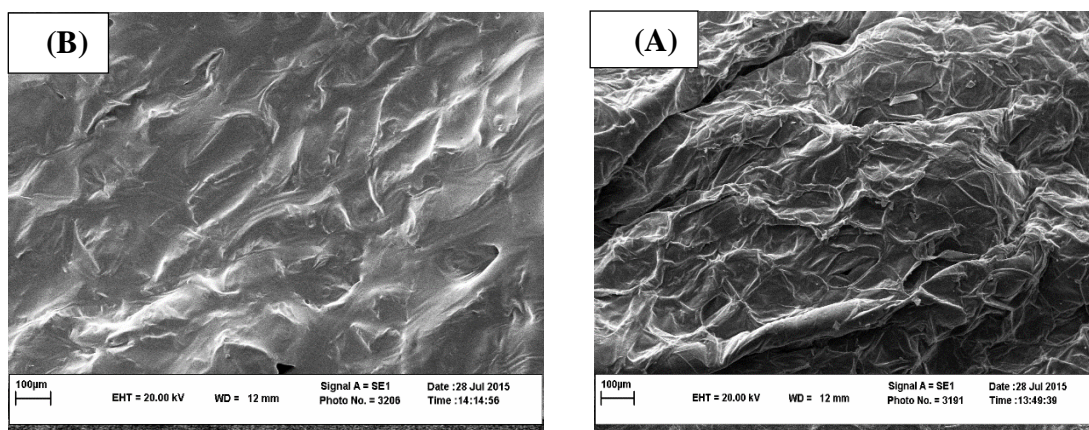 (B)
100µm
EHT = 20.00 kV
WD = 12 mm
Signal A = SE1
Photo No. = 3206
Date :28 Jul 2015
Time :14:14:56
(A)
100µm
EHT = 20.00 kV
WD = 12 mm
Signal A = SE1
Photo No. = 3191
Date :28 Jul 2015
Time :13:49:39